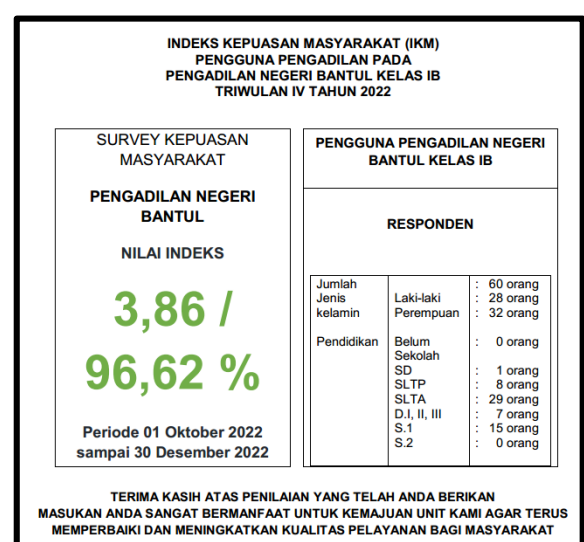 INDEKS KEPUASAN MASYARAKAT (IKM)
PENGGUNA PENGADILAN PADA
PENGADILAN NEGERI BANTUL KELAS IB
TRIWULAN IV TAHUN 2022
SURVEY KEPUASAN
MASYARAKAT
PENGADILAN NEGERI
BANTUL
NILAI INDEKS
3,86 /
96,62 %
Periode 01 Oktober 2022
sampai 30 Desember 2022
PENGGUNA PENGADILAN NEGERI
BANTUL KELAS IB
RESPONDEN
Jumlah : 60 orang
Jenis Laki-laki : 28 orang
kelamin Perempuan : 32 orang
Pendidikan Belum : 0 orang
Sekolah
SD : 1 orang
SLTP : 8 orang
SLTA : 29 orang
D.I, II, III : 7 orang
S.1 : 15 orang
S.2 : 0 orang
TERIMA KASIH ATAS PENILAIAN YANG TELAH ANDA BERIKAN
MASUKAN ANDA SANGAT BERMANFAAT UNTUK KEMAJUAN UNIT KAMI AGAR TERUS
MEMPERBAIKI DAN MENINGKATKAN KUALITAS PELAYANAN BAGI MASYARAKAT